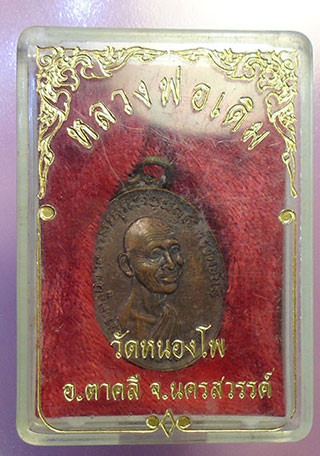 หลวงพ่อเดิม
วัดหนองโพ
อ.ตาคลี จ.นครสวรรค์